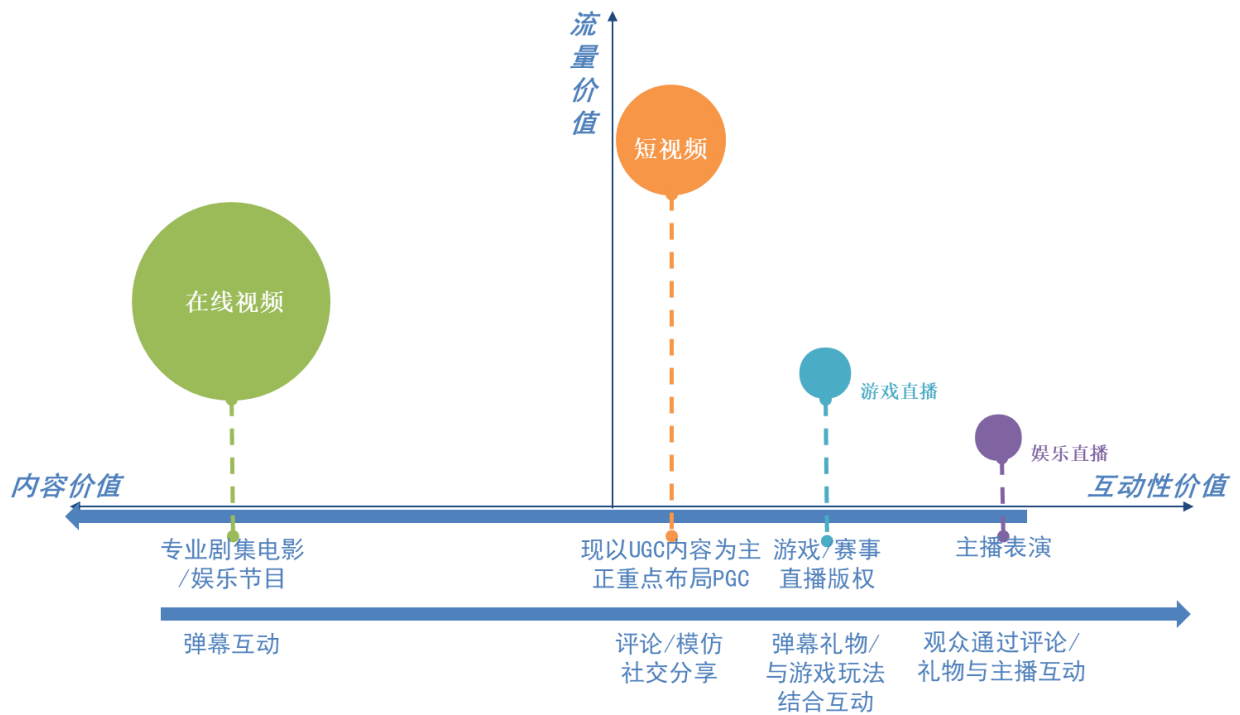 流量价值
短视频
在线视频
游戏直播
娱乐直播
内容价值
互动性价值
专业剧集电影
/娱乐节目
现以UGC内容为主
正重点布局PGC
游戏/赛事
直播版权
主播表演
弹幕互动
评论/模仿
社交分享
弹幕礼物/
与游戏玩法
结合互动
观众通过评论/
礼物与主播互动